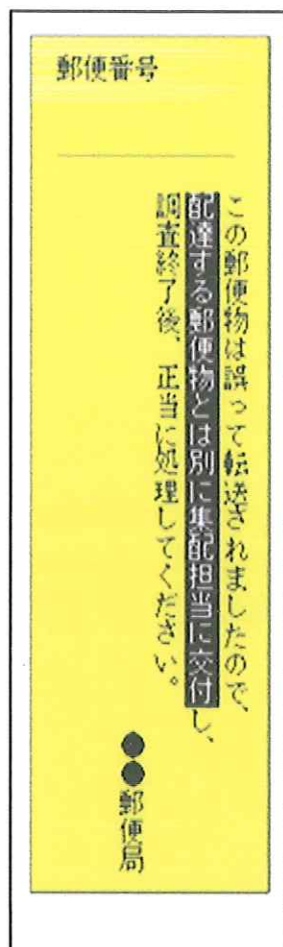 郵便番号
この郵便物は誤って転送されましたので、
配達する郵便物とは別に集配担当に交付し、
調査終了後、正当に処理してください。
●●郵便局